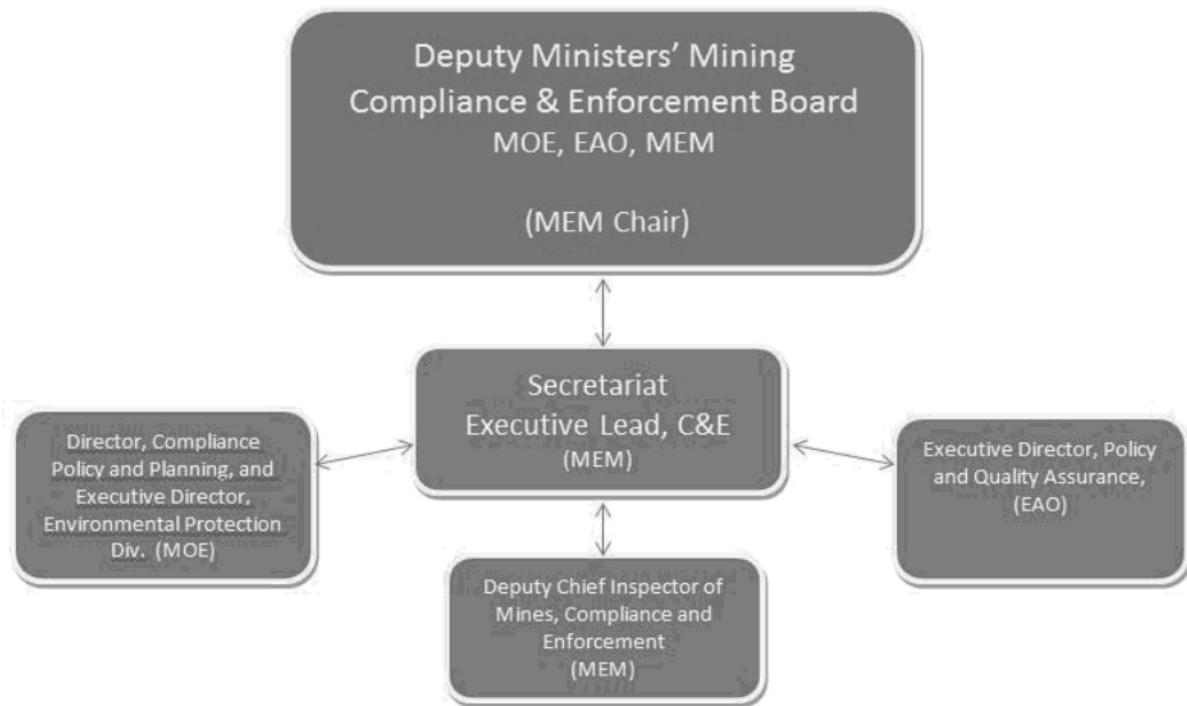 Deputy Ministers' Mining
Compliance & Enforcement Board
MOE, EAO, MEM
(MEM Chair)
Secretariat
Executive Lead, C&E
(MEM)
Director, Compliance
Policy and Planning, and
Executive Director,
Environmental Protection
Div. (MOE)
Executive Director, Policy
and Quality Assurance,
(EAO)
Deputy Chief Inspector of
Mines, Compliance and
Enforcement
(MEM)